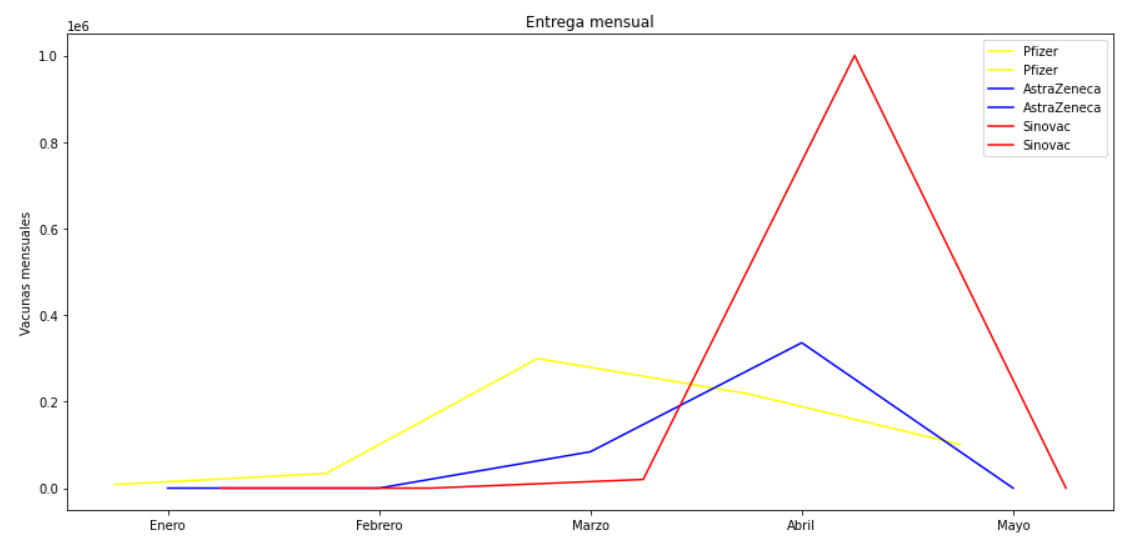 Entrega mensual
1e6
Vacunas mensuales
1.0
0.8
0.6
0.4
0.2
0.0
Enero
Febrero
Marzo
Abril
Mayo
Pfizer
Pfizer
AstraZeneca
AstraZeneca
Sinovac
Sinovac